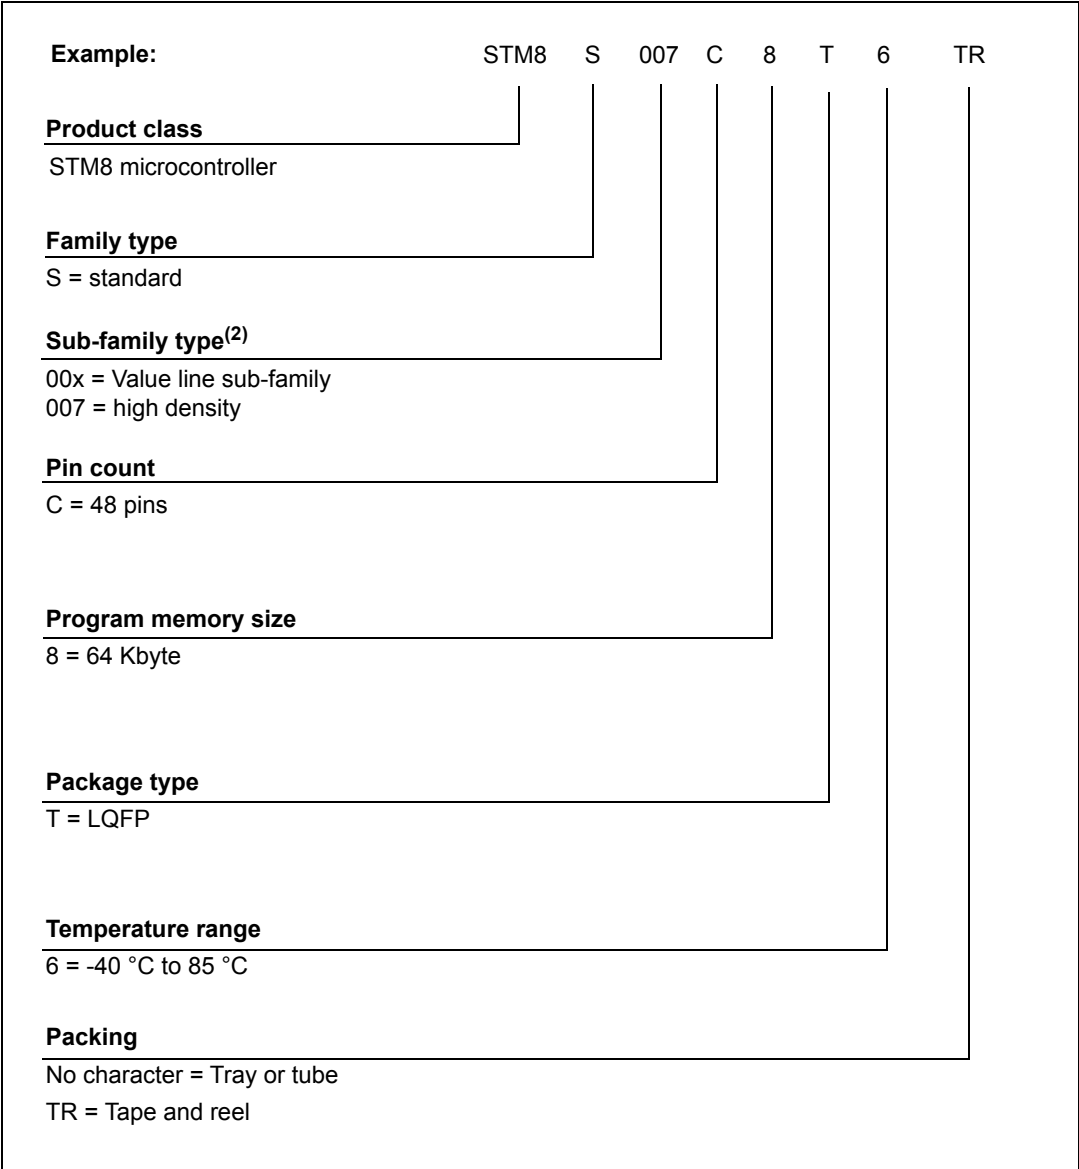 Example: STM8 S 007 C 8 T 6 TR
Product class
STM8 microcontroller
Family type
S = standard
Sub-family type(2)
00x = Value line sub-family
007 = high density
Pin count
C = 48 pins
Program memory size
8 = 64 Kbyte
Package type
T = LQFP
Temperature range
6 = -40 °C to 85 °C
Packing
No character = Tray or tube
TR = Tape and reel